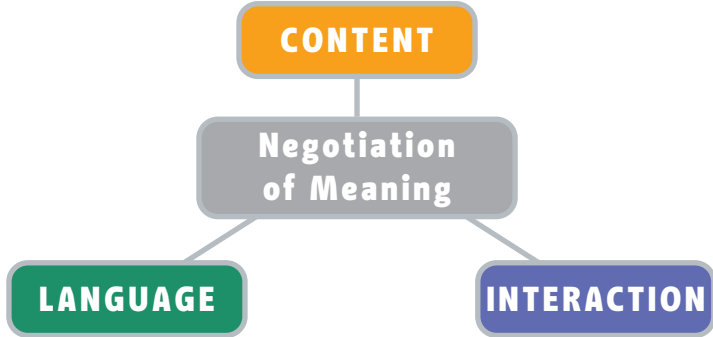 CONTENT
Negotiation
of Meaning
LANGUAGE
INTERACTION